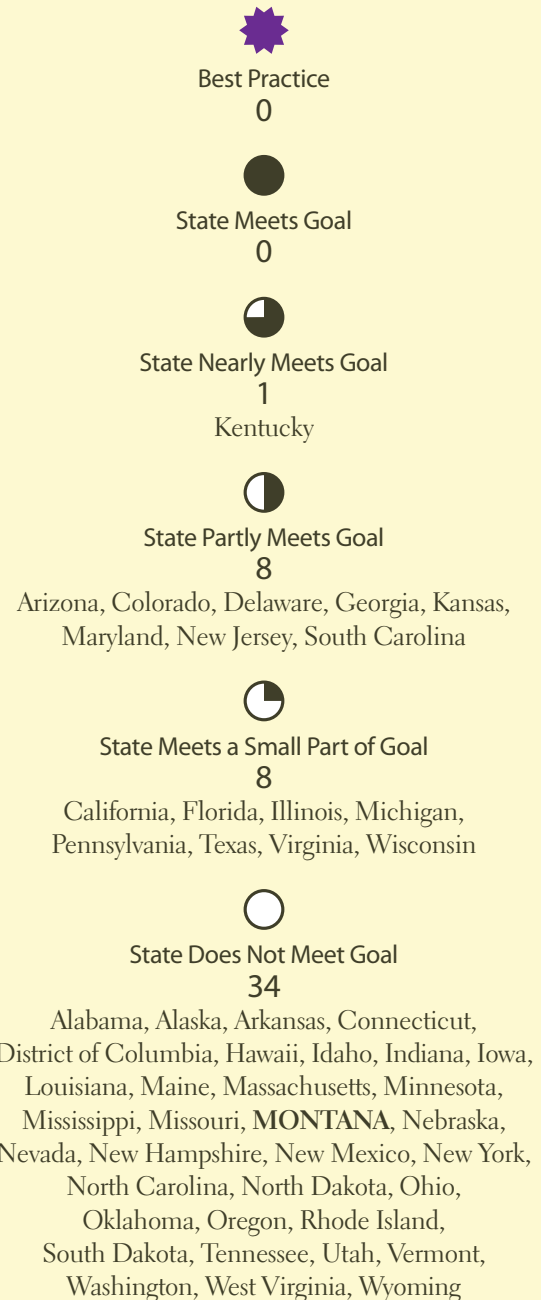 Best Practice
0
State Meets Goal
0
State Nearly Meets Goal
1
Kentucky
State Partly Meets Goal
8
Arizona, Colorado, Delaware, Georgia, Kansas,
Maryland, New Jersey, South Carolina
State Meets a Small Part of Goal
8
California, Florida, Illinois, Michigan,
Pennsylvania, Texas, Virginia, Wisconsin
State Does Not Meet Goal
34
Alabama, Alaska, Arkansas, Connecticut,
District of Columbia, Hawaii, Idaho, Indiana, Iowa,
Louisiana, Maine, Massachusetts, Minnesota,
Mississippi, Missouri, MONTANA, Nebraska,
Nevada, New Hampshire, New Mexico, New York,
North Carolina, North Dakota, Ohio,
Oklahoma, Oregon, Rhode Island,
South Dakota, Tennessee, Utah, Vermont,
Washington, West Virginia, Wyoming